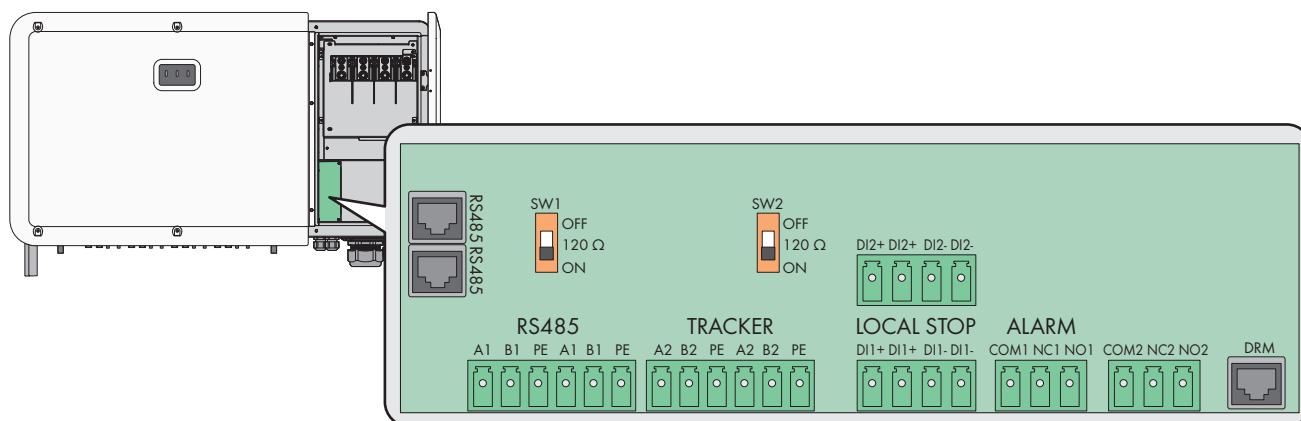 RS485 RS485
SW1
OFF
120 Ω
ON
SW2
OFF
120 Ω
ON
DI2+ DI2+ DI2- DI2-
RS485 TRACKER LOCAL STOP ALARM
A1 B1 PE A1 B1 PE A2 B2 PE A2 B2 PE DI1+ DI1+ DI1- DI1- COM1 NC1 NO1 COM2 NC2 NO2 DRM